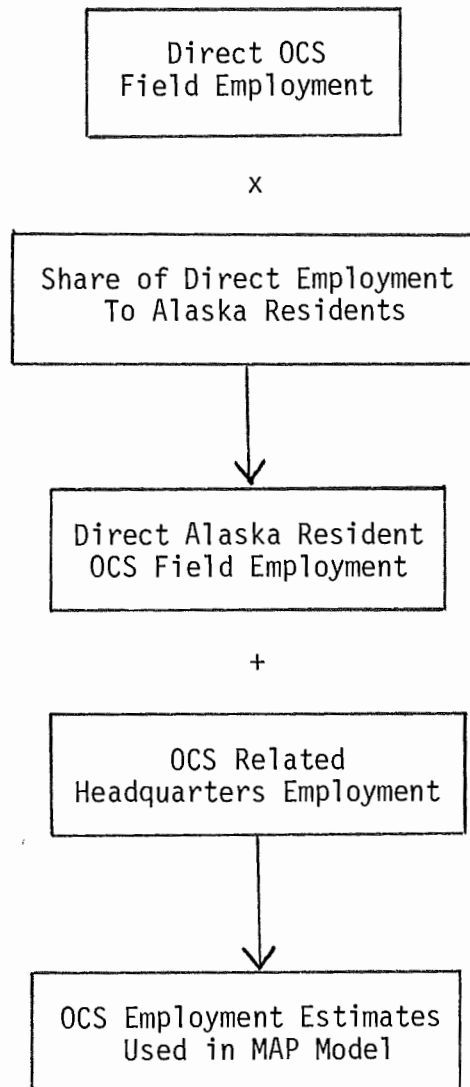 Direct OCS
Field Employment
x
Share of Direct Employment
To Alaska Residents
Direct Alaska Resident
OCS Field Employment
+
OCS Related
Headquarters Employment
OCS Employment Estimates
Used in MAP Model